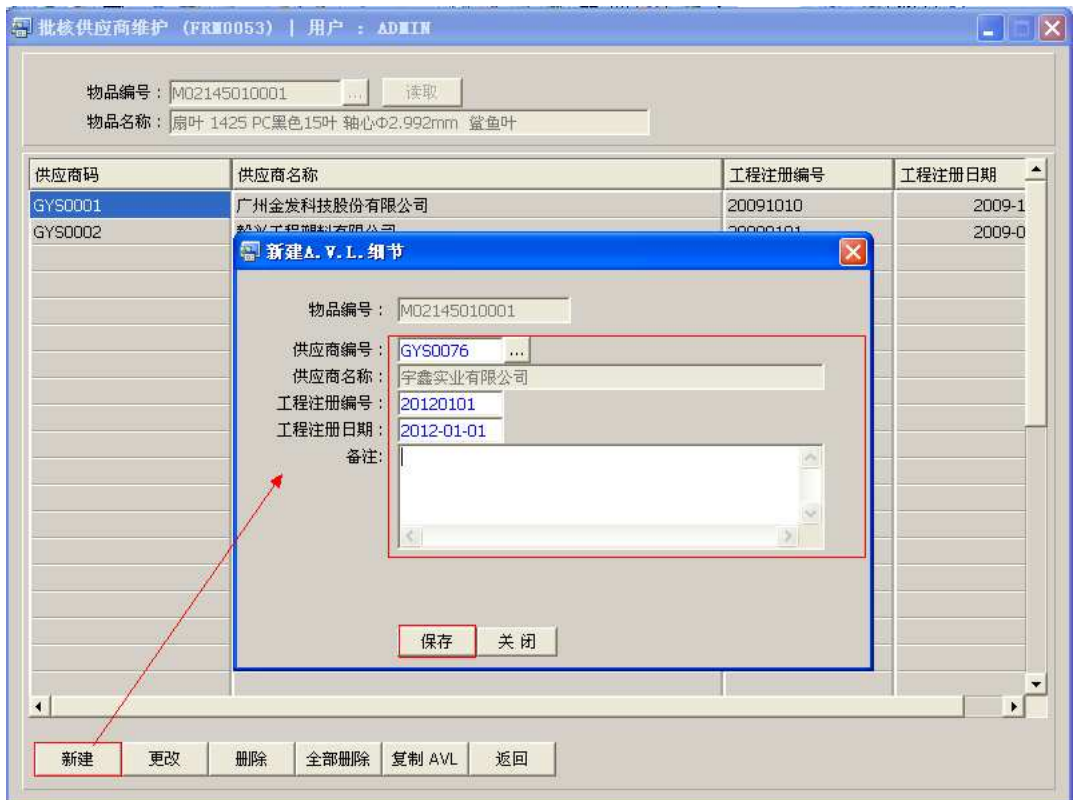 批核供应商维护 (FRM0053) | 用户 : ADMIN
物品编号: M02145010001 ... 读取
物品名称: 扇叶 1425 PC黑色15叶 轴心Φ2.992mm 鲨鱼叶
供应商码 供应商名称 工程注册编号 工程注册日期
GYS0001 广州金发科技股份有限公司 20091010 2009-1
GYS0002 2009-0
新建A.V.L.细节
物品编号: M02145010001
供应商编号: GYS0076 ...
供应商名称: 宇鑫实业有限公司
工程注册编号: 20120101
工程注册日期: 2012-01-01
备注:
保存 关闭
新建 更改 删除 全部删除 复制 AVL 返回